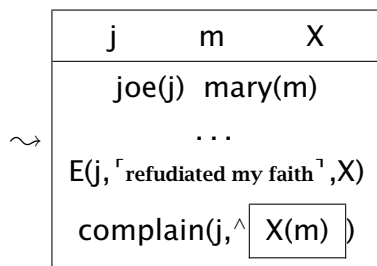 j m X
joe(j) mary(m)
...
⤳ E(j,⌜refudiated my faith⌝,X)
complain(j,^ X(m) )